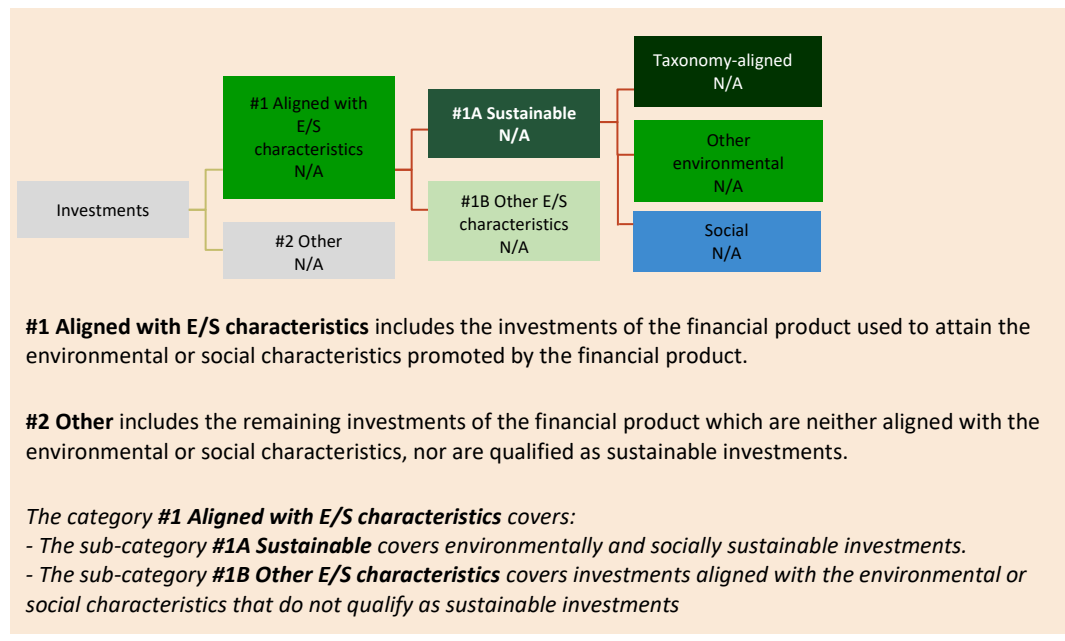 Investments
#1 Aligned with
E/S
characteristics
N/A
#2 Other
N/A
#1A Sustainable
N/A
#1B Other E/S
characteristics
N/A
Taxonomy-aligned
N/A
Other
environmental
N/A
Social
N/A
#1 Aligned with E/S characteristics includes the investments of the financial product used to attain the
environmental or social characteristics promoted by the financial product.
#2 Other includes the remaining investments of the financial product which are neither aligned with the
environmental or social characteristics, nor are qualified as sustainable investments.
The category #1 Aligned with E/S characteristics covers:
- The sub-category #1A Sustainable covers environmentally and socially sustainable investments.
- The sub-category #1B Other E/S characteristics covers investments aligned with the environmental or
social characteristics that do not qualify as sustainable investments